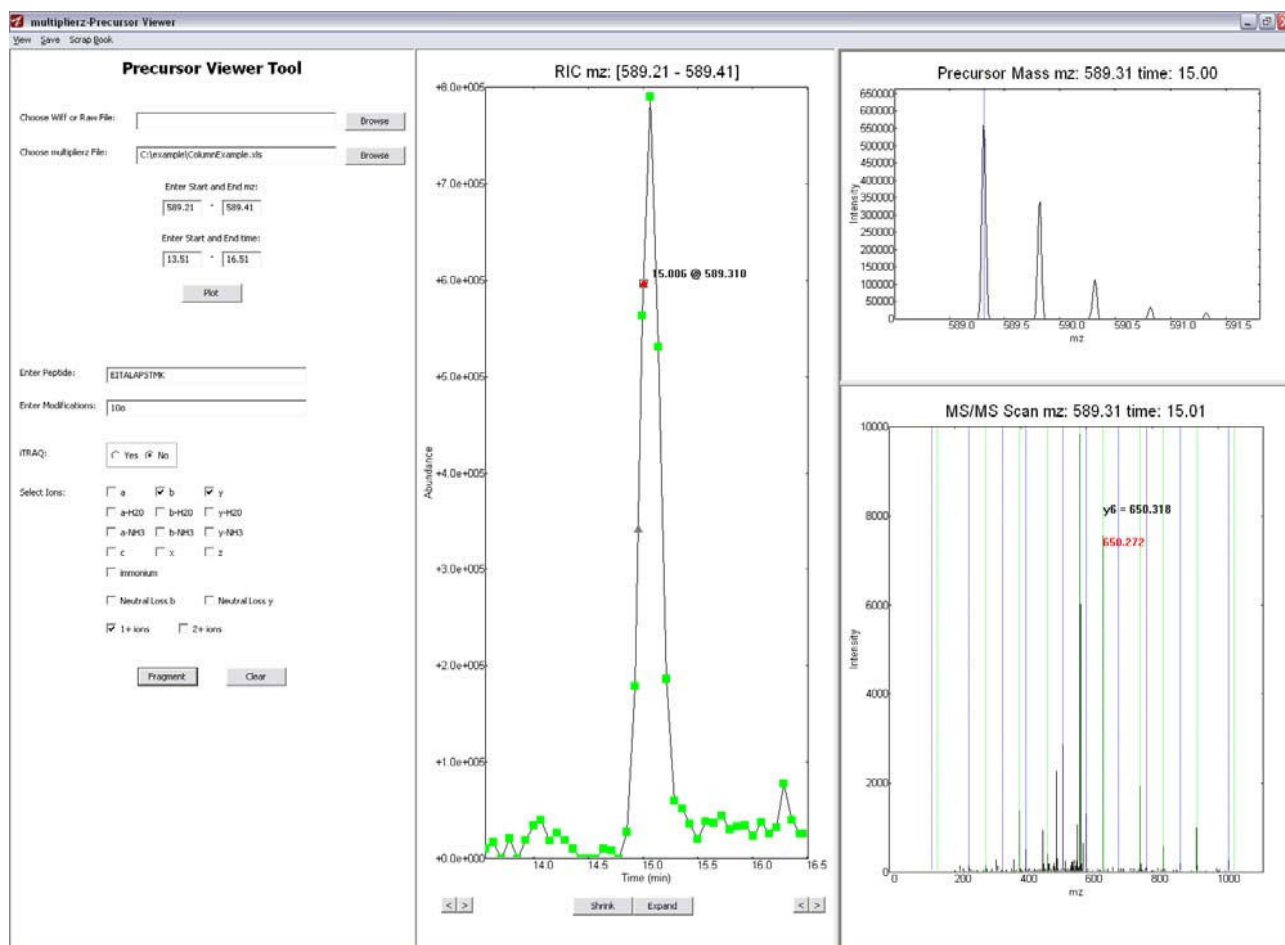 multiplierz-Precursor Viewer
View Save Scrap Book
Precursor Viewer Tool
Choose Wiff or Raw File:
Browse
Choose multiplierz File:
C:\example\ColumnExample.xls
Browse
Enter Start and End mz:
589.21 - 589.41
Enter Start and End time:
13.51 - 16.51
Plot
Enter Peptide:
EITALAPSTMK
Enter Modifications:
10o
iTRAQ:
Yes No
Select Ions:
a b y
a-H2O b-H2O y-H2O
a-NH3 b-NH3 y-NH3
c x z
immonium
Neutral Loss b Neutral Loss y
1+ ions 2+ ions
Fragment Clear
RIC mz: [589.21 - 589.41]
+8.0e+005
+7.0e+005
+6.0e+005
+5.0e+005
+4.0e+005
+3.0e+005
+2.0e+005
+1.0e+005
+0.0e+000
Abundance
15.006 @ 589.310
14.0 14.5 15.0 15.5 16.0 16.5
Time (min)
< > Shrink Expand < >
Precursor Mass mz: 589.31 time: 15.00
650000
600000
550000
500000
450000
400000
350000
300000
250000
200000
150000
100000
50000
0
Intensity
589.0 589.5 590.0 590.5 591.0 591.5
mz
MS/MS Scan mz: 589.31 time: 15.01
10000
8000
6000
4000
2000
0
Intensity
y6 = 650.318
650.272
0 200 400 600 800 1000
mz